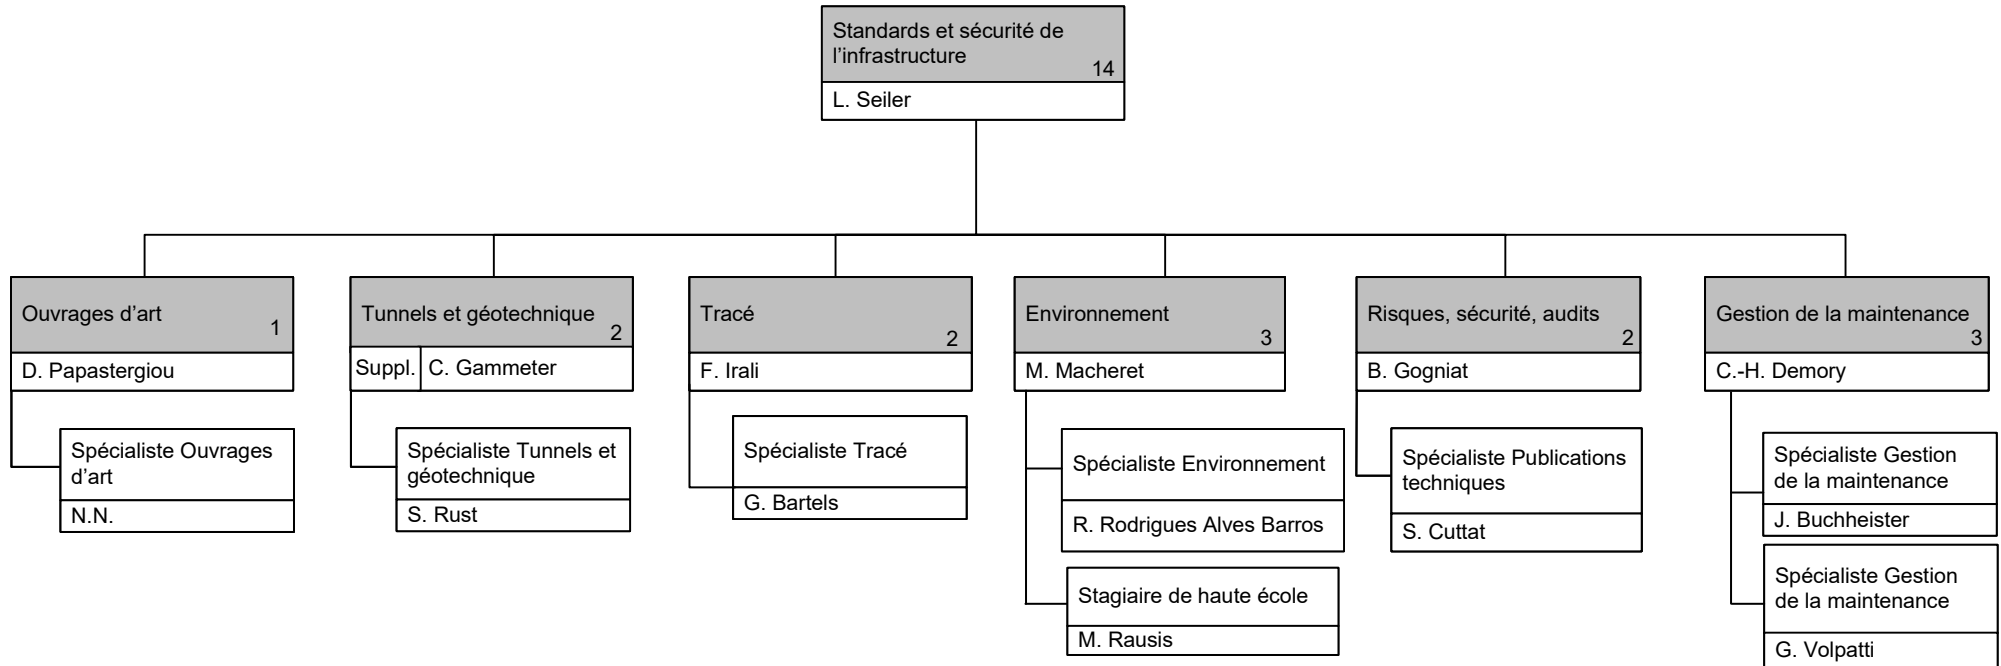 Standards et sécurité de
l'infrastructure
14
L. Seiler
Ouvrages d'art
1
D. Papastergiou
Spécialiste Ouvrages
d'art
N.N.
Tunnels et géotechnique
2
Suppl. C. Gammeter
Spécialiste Tunnels et
géotechnique
S. Rust
Tracé
2
F. Irali
Spécialiste Tracé
G. Bartels
Environnement
3
M. Macheret
Spécialiste Environnement
R. Rodrigues Alves Barros
Stagiaire de haute école
M. Rausis
Risques, sécurité, audits
2
B. Gogniat
Spécialiste Publications
techniques
S. Cuttat
Gestion de la maintenance
3
C.-H. Demory
Spécialiste Gestion
de la maintenance
J. Buchheister
Spécialiste Gestion
de la maintenance
G. Volpatti